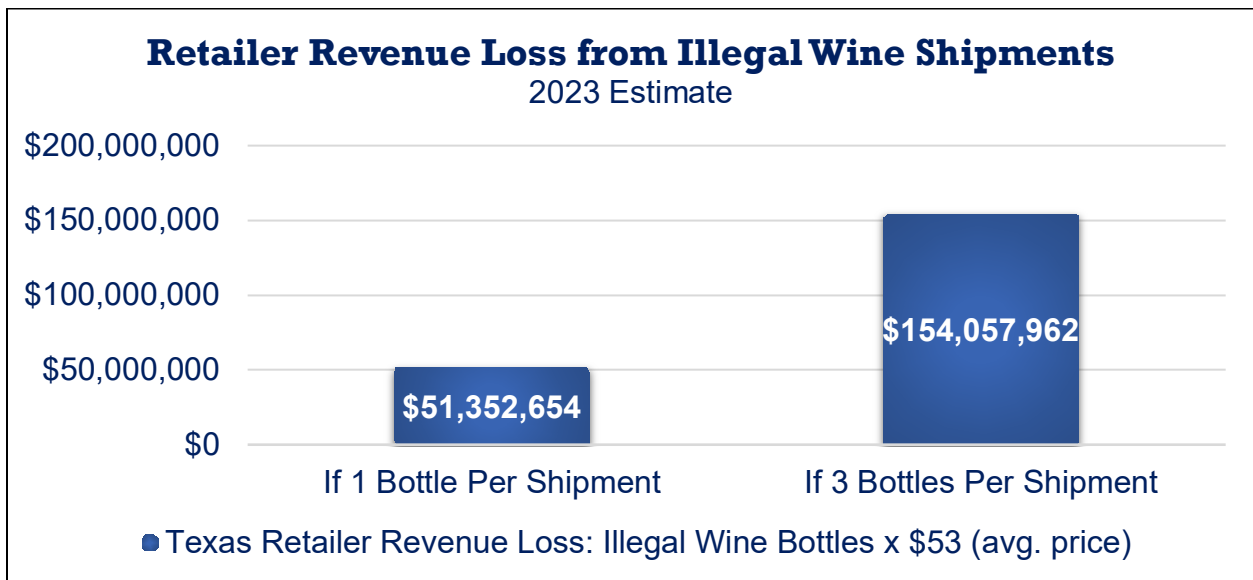 Retailer Revenue Loss from Illegal Wine Shipments
2023 Estimate
$200,000,000
$150,000,000
$100,000,000
$50,000,000
$0
$51,352,654
$154,057,962
If 1 Bottle Per Shipment
If 3 Bottles Per Shipment
Texas Retailer Revenue Loss: Illegal Wine Bottles x $53 (avg. price)